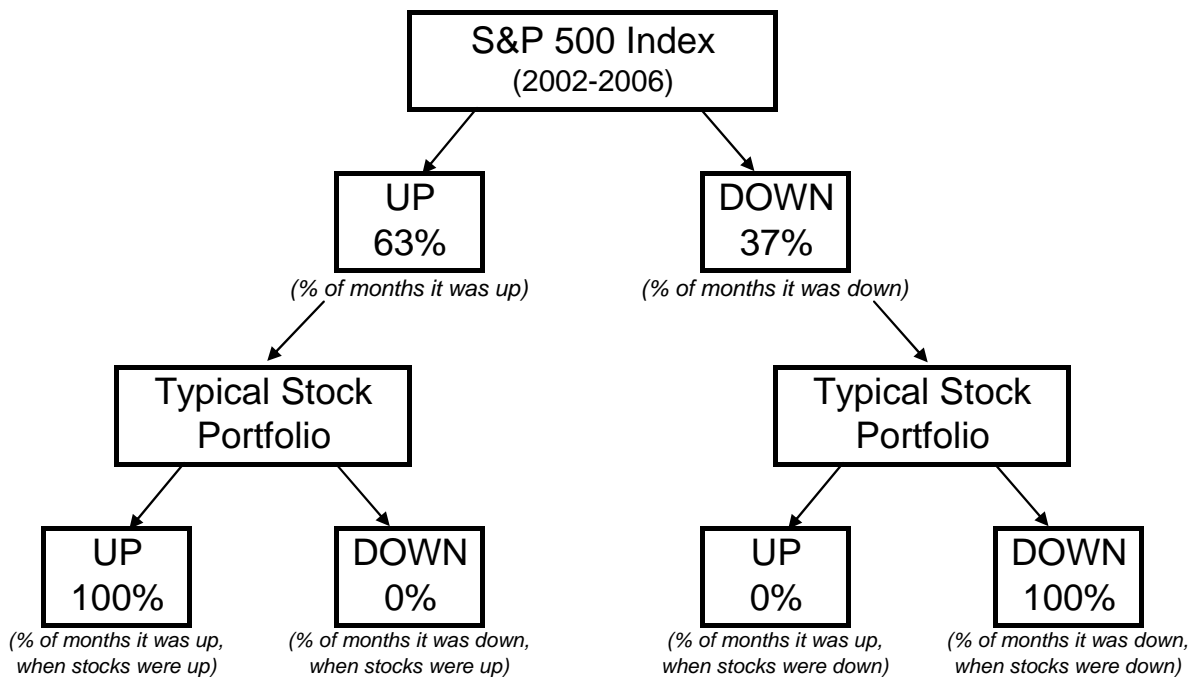 S&P 500 Index
(2002-2006)
UP
63%
(% of months it was up)
DOWN
37%
(% of months it was down)
Typical Stock
Portfolio
Typical Stock
Portfolio
UP
100%
(% of months it was up,
when stocks were up)
DOWN
0%
(% of months it was down,
when stocks were up)
UP
0%
(% of months it was up,
when stocks were down)
DOWN
100%
(% of months it was down,
when stocks were down)